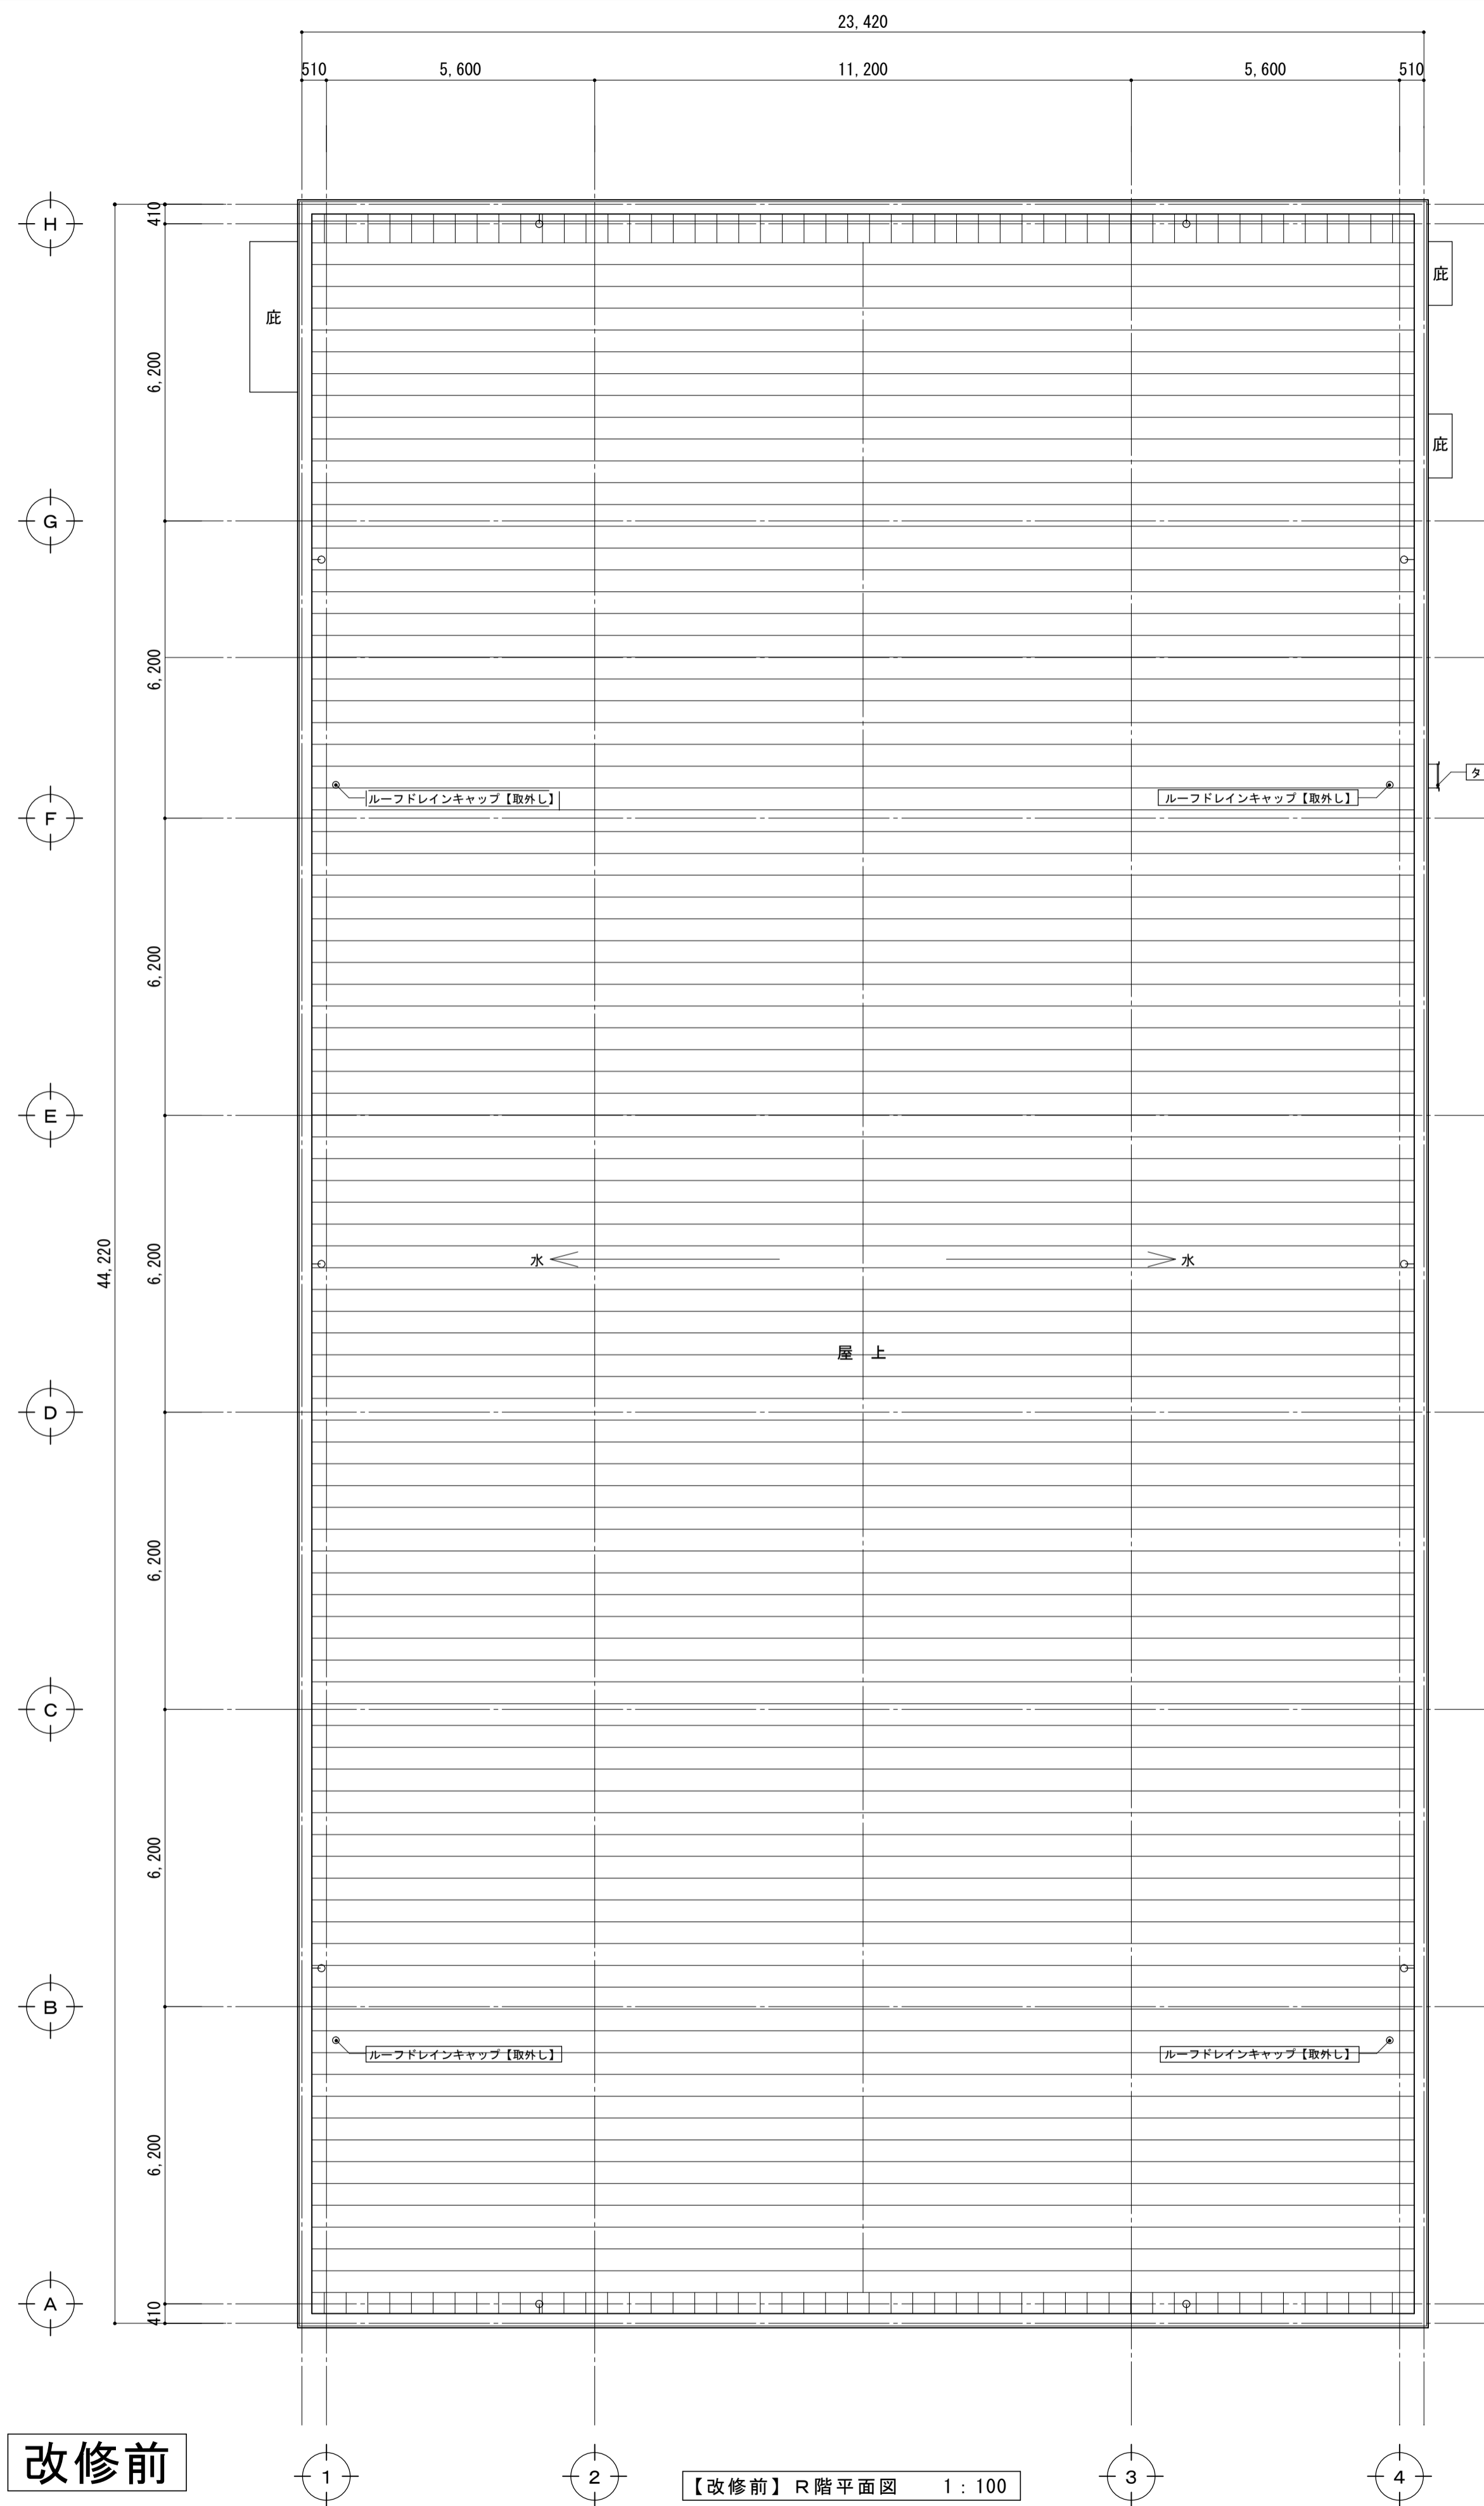 23,420
510 5,600 11,200 5,600 510
410
H
庇
庇
6,200
庇
G
6,200
タ
ルーフドレインキャップ【取外し】 ルーフドレインキャップ【取外し】
F
6,200
E
44,220
6,200
水 水
屋 上
D
6,200
C
6,200
B
ルーフドレインキャップ【取外し】 ルーフドレインキャップ【取外し】
6,200
A
410
改修前
1 2 3 4
【改修前】R階平面図 1：100